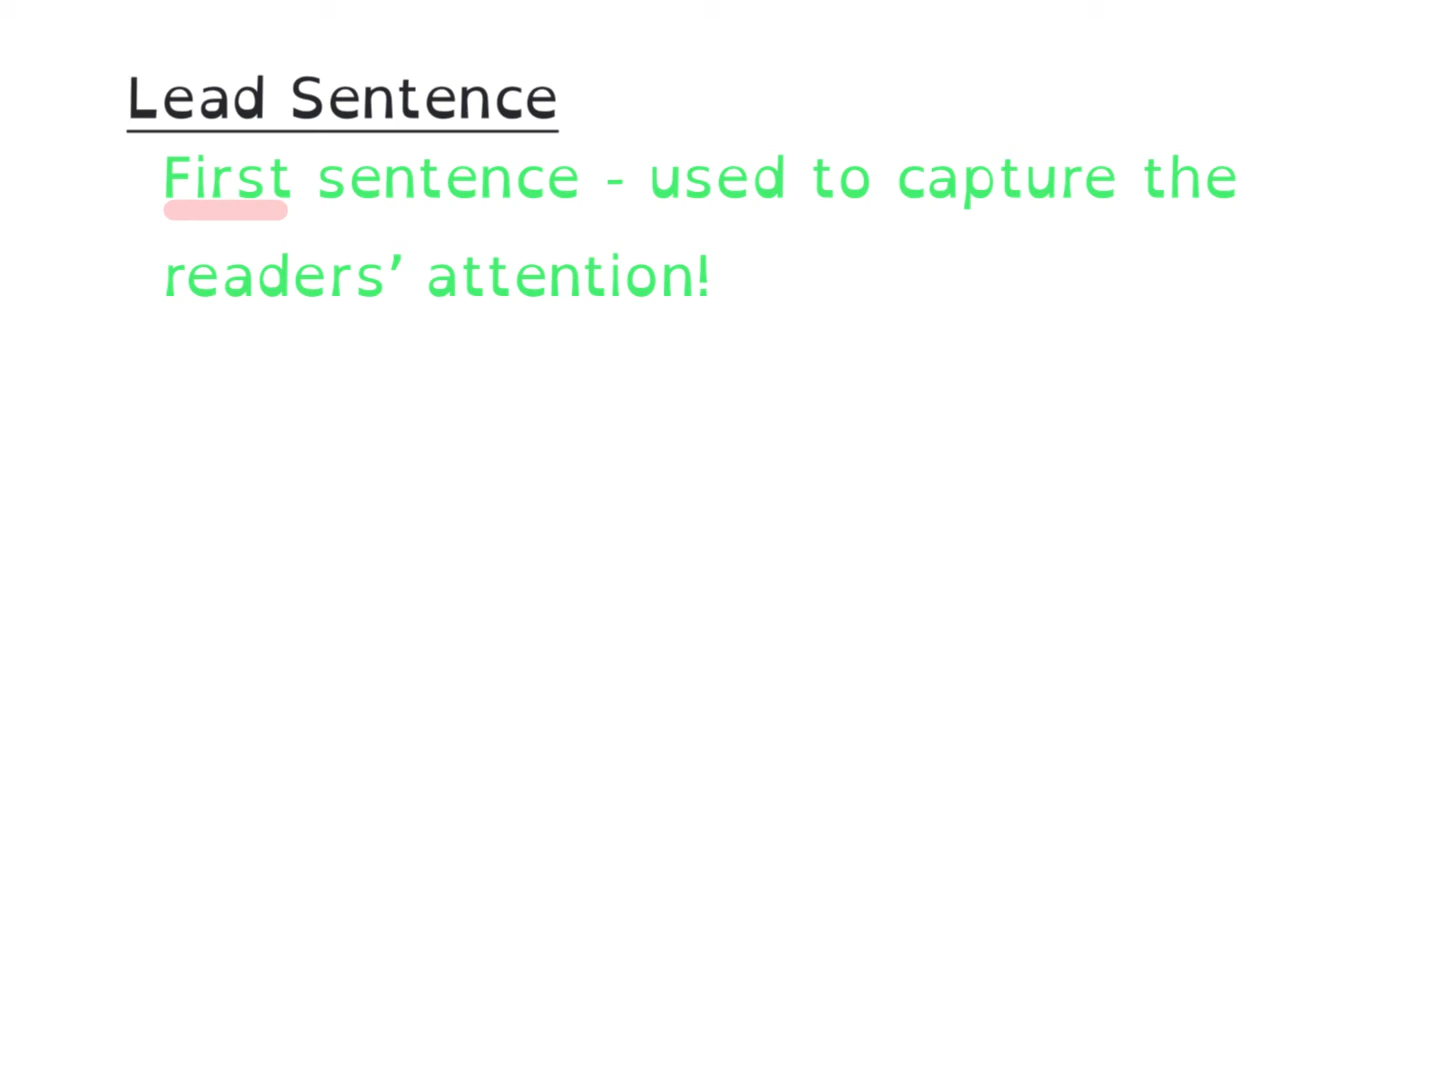 Lead Sentence
First sentence - used to capture the
readers’ attention!